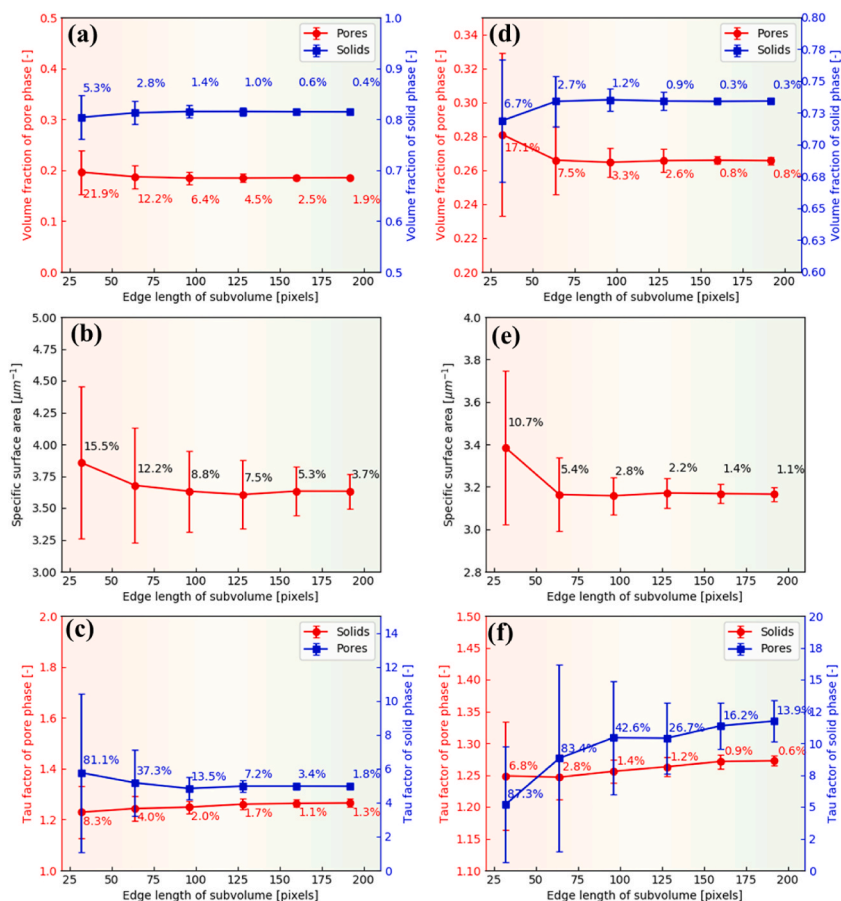 (a)
Pores
Solids
Volume fraction of pore phase [-]
0.5
0.4
0.3
0.2
0.1
0.0
5.3% 2.8% 1.4% 1.0% 0.6% 0.4%
21.9% 12.2% 6.4% 4.5% 2.5% 1.9%
1.0
0.9
0.8
0.7
0.6
0.5
Volume fraction of solid phase [-]
25 50 75 100 125 150 175 200
Edge length of subvolume [pixels]
(d)
Pores
Solids
Volume fraction of pore phase [-]
0.34
0.32
0.30
0.28
0.26
0.24
0.22
0.20
6.7% 2.7% 1.2% 0.9% 0.3% 0.3%
17.1% 7.5% 3.3% 2.6% 0.8% 0.8%
0.80
0.78
0.75
0.73
0.70
0.68
0.65
0.63
0.60
Volume fraction of solid phase [-]
25 50 75 100 125 150 175 200
Edge length of subvolume [pixels]
(b)
Specific surface area [μm⁻¹]
5.00
4.75
4.50
4.25
4.00
3.75
3.50
3.25
3.00
15.5% 12.2% 8.8% 7.5% 5.3% 3.7%
25 50 75 100 125 150 175 200
Edge length of subvolume [pixels]
(e)
Specific surface area [μm⁻¹]
4.0
3.8
3.6
3.4
3.2
3.0
2.8
10.7% 5.4% 2.8% 2.2% 1.4% 1.1%
25 50 75 100 125 150 175 200
Edge length of subvolume [pixels]
(c)
Solids
Pores
Tau factor of pore phase [-]
2.0
1.8
1.6
1.4
1.2
1.0
81.1% 37.3% 13.5% 7.2% 3.4% 1.8%
8.3% 4.0% 2.0% 1.7% 1.1% 1.3%
14
12
10
8
6
4
2
0
Tau factor of solid phase [-]
25 50 75 100 125 150 175 200
Edge length of subvolume [pixels]
(f)
Solids
Pores
Tau factor of pore phase [-]
1.50
1.45
1.40
1.35
1.30
1.25
1.20
1.15
1.10
87.3% 83.4% 42.6% 26.7% 16.2% 13.9%
6.8% 2.8% 1.4% 1.2% 0.9% 0.6%
20
18
15
12
10
8
5
2
0
Tau factor of solid phase [-]
25 50 75 100 125 150 175 200
Edge length of subvolume [pixels]